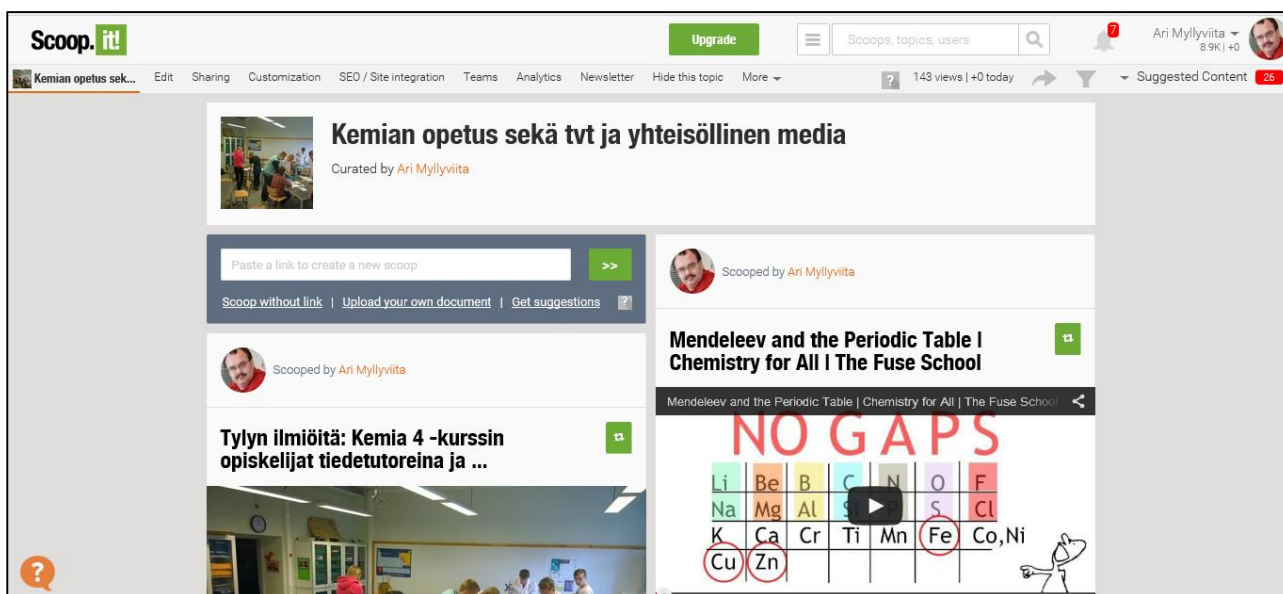 Scoop.it!
Upgrade
Scoops, topics, users
7
Ari Myllyviita
8.9K | +0
Kemian opetus sek...
Edit
Sharing
Customization
SEO / Site integration
Teams
Analytics
Newsletter
Hide this topic
More
?
143 views | +0 today
Suggested Content
26
Kemian opetus sekä tvt ja yhteisöllinen media
Curated by Ari Myllyviita
Paste a link to create a new scoop
>>
Scoop without link | Upload your own document | Get suggestions ?
Scooped by Ari Myllyviita
Tylyn ilmiöitä: Kemia 4 -kurssin
opiskelijat tiedetutoreina ja ...
Scooped by Ari Myllyviita
Mendeleev and the Periodic Table |
Chemistry for All | The Fuse School
Mendeleev and the Periodic Table | Chemistry for All | The Fuse School
NO GAPS
Li Be B C N O F
Na Mg Al S Cl
K Ca Cr Ti Mn Fe Co,Ni
Cu Zn
?